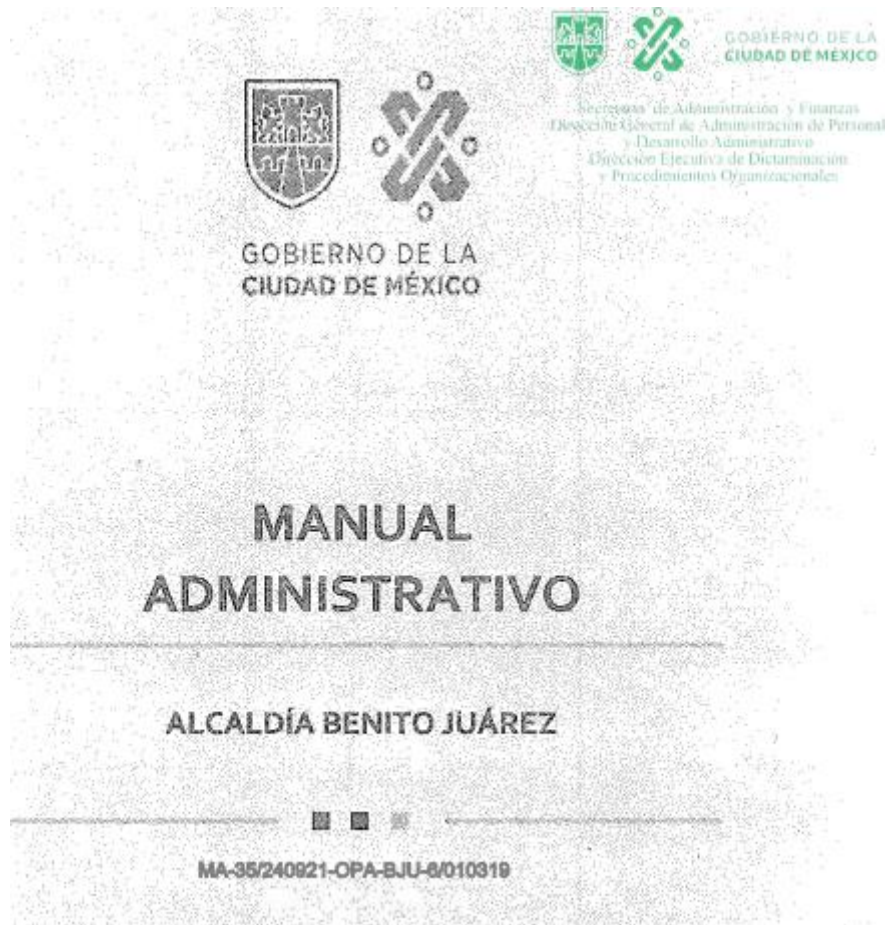 GOBIERNO DE LA
CIUDAD DE MÉXICO
Secretaría de Administración y Finanzas
Dirección General de Administración de Personal
y Desarrollo Administrativo
Dirección Ejecutiva de Dictaminación
y Procedimientos Organizacionales
GOBIERNO DE LA
CIUDAD DE MÉXICO
MANUAL
ADMINISTRATIVO
ALCALDÍA BENITO JUÁREZ
MA-35/240921-OPA-BJU-6/010319